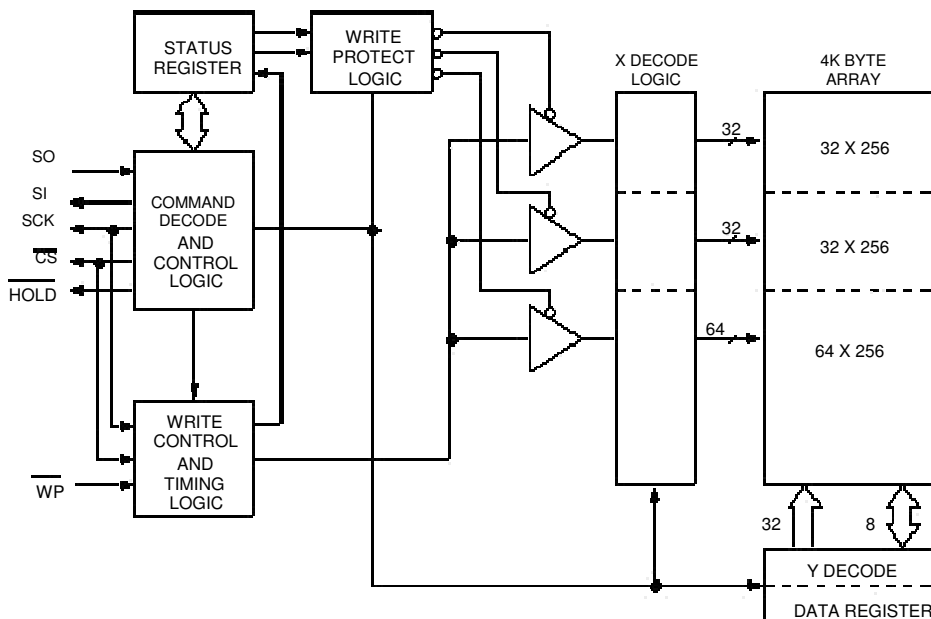 STATUS
REGISTER
WRITE
PROTECT
LOGIC
X DECODE
LOGIC
4K BYTE
ARRAY
SO
SI
SCK
CS
HOLD
COMMAND
DECODE
AND
CONTROL
LOGIC
32
32 X 256
32
32 X 256
64
64 X 256
WRITE
CONTROL
AND
TIMING
LOGIC
WP
32
8
Y DECODE
DATA REGISTER